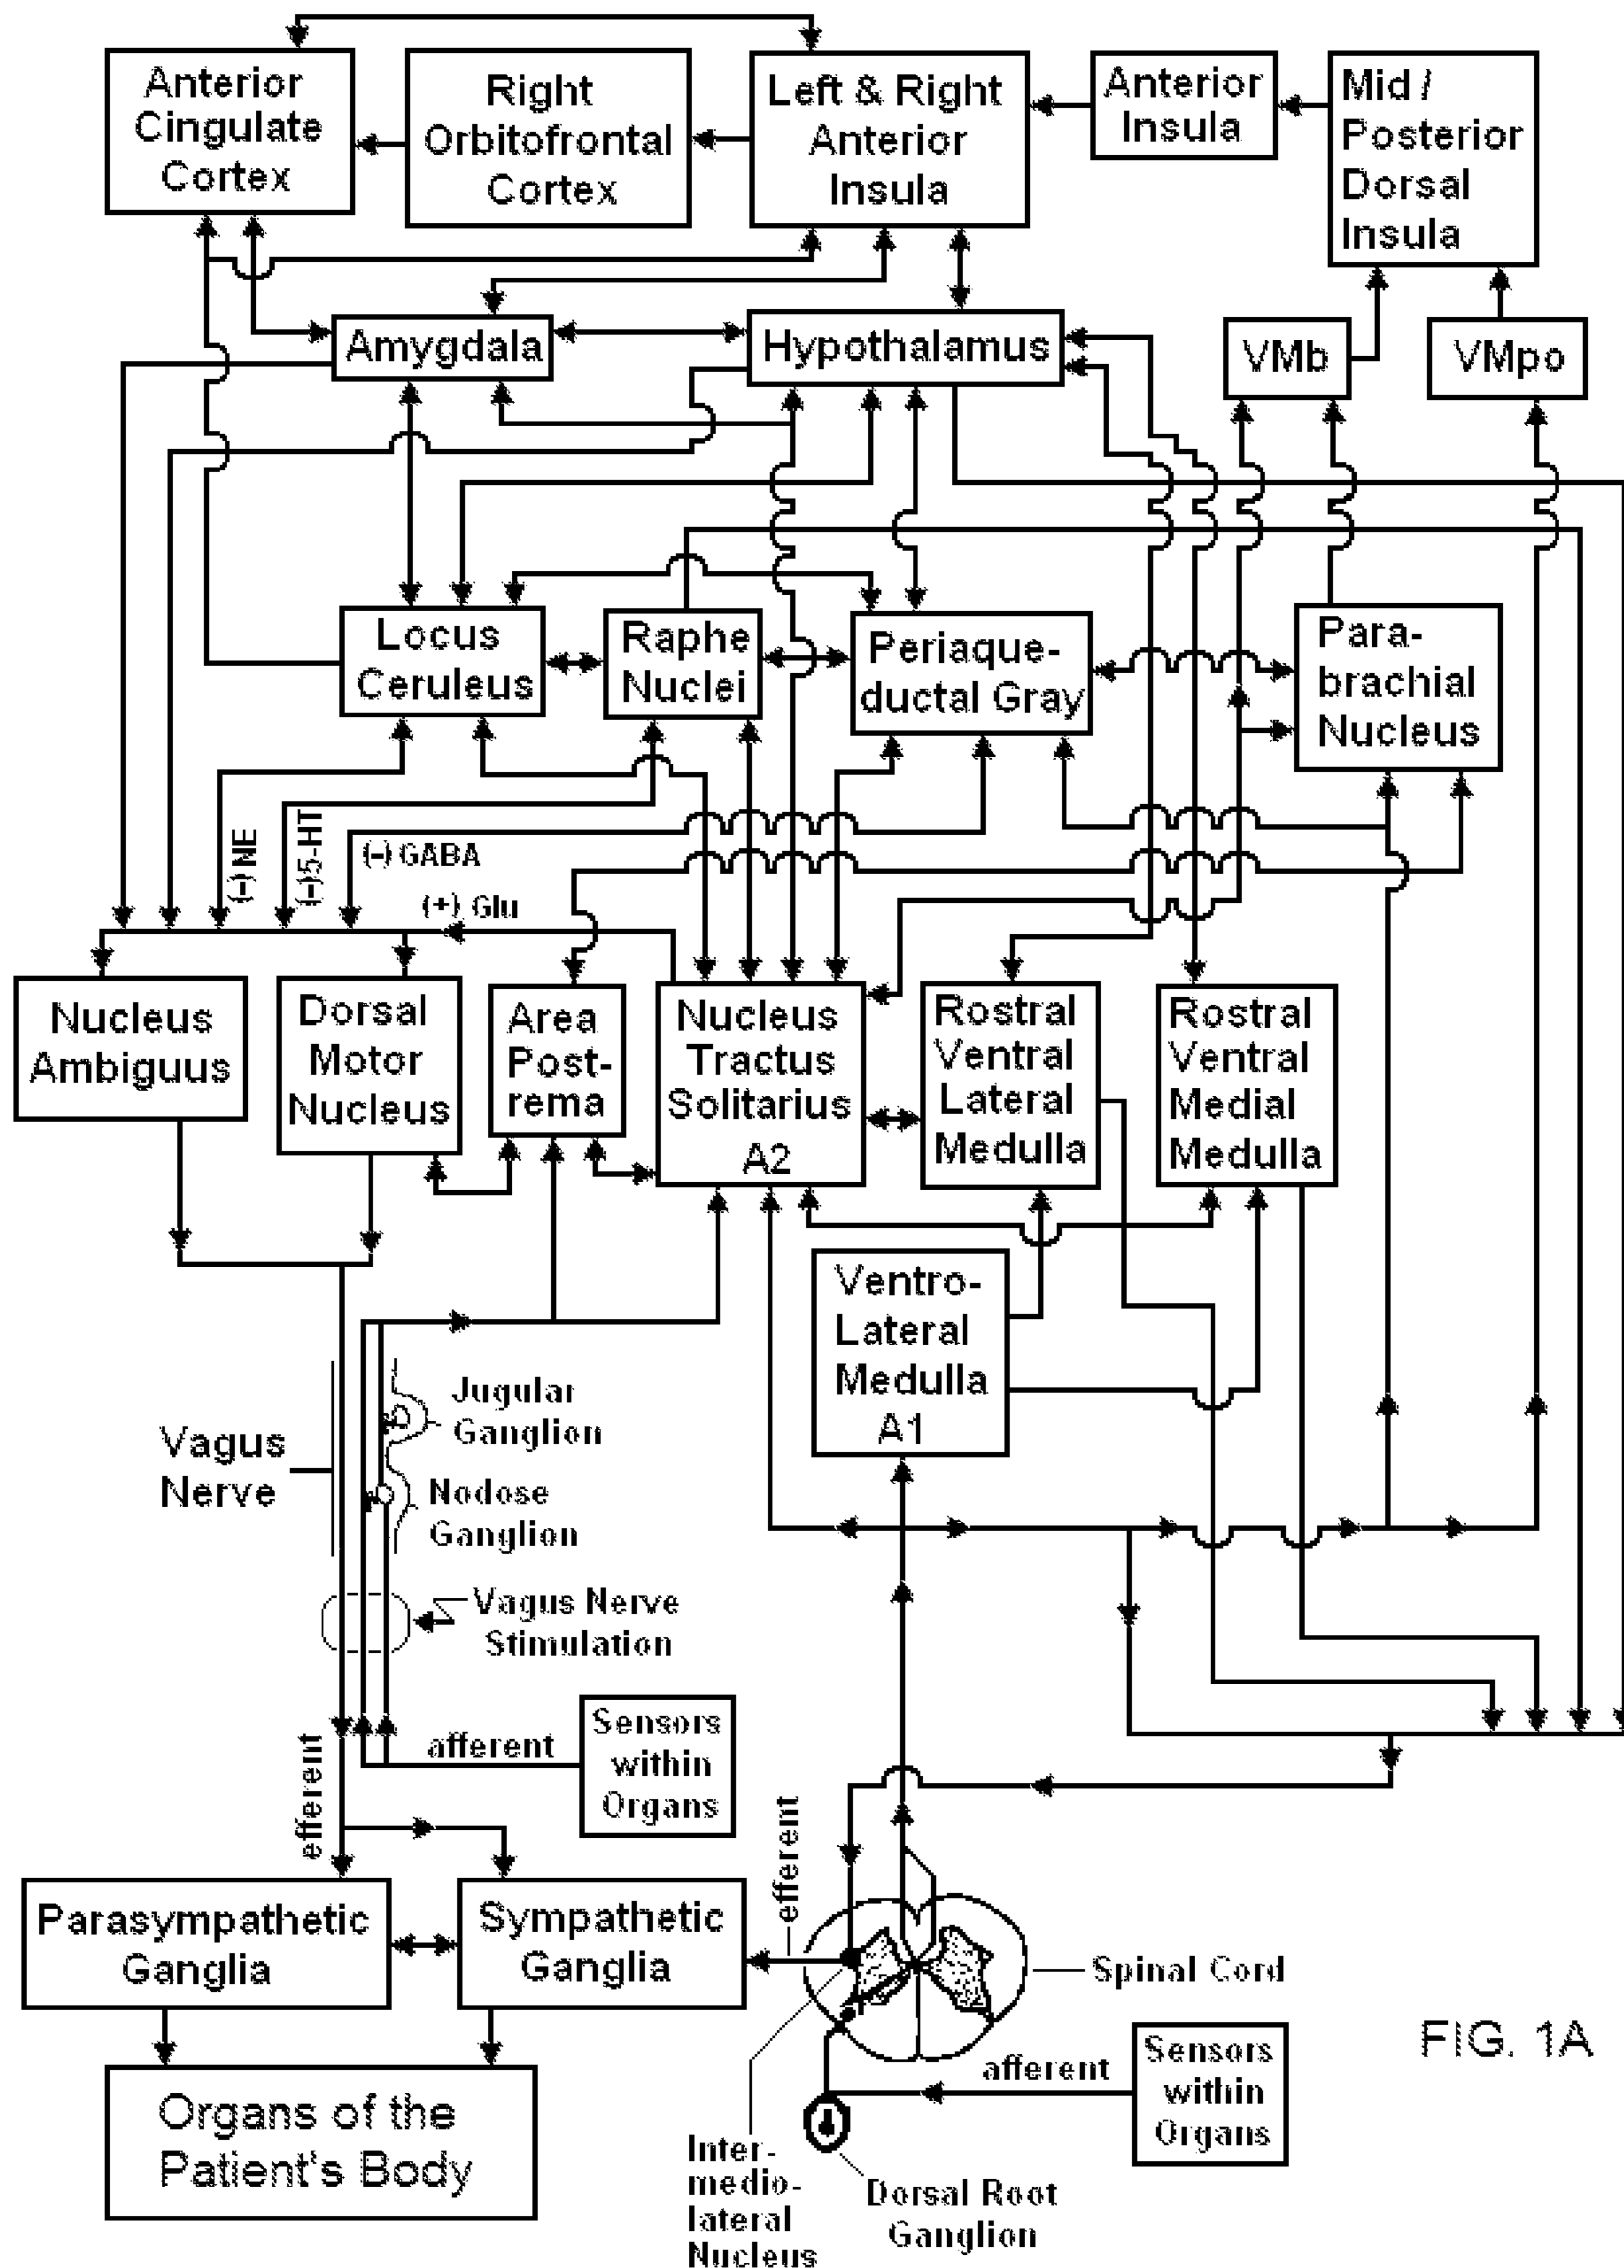 Anterior
Cingulate
Cortex
Right
Orbitofrontal
Cortex
Left & Right
Anterior
Insula
Anterior
Insula
Mid /
Posterior
Dorsal
Insula
Amygdala
Hypothalamus
VMb
VMpo
Locus
Ceruleus
Raphe
Nuclei
Periaque-
ductal Gray
Para-
brachial
Nucleus
(-) NE
(-)5-HT
(-) GABA
(+) Glu
Nucleus
Ambiguus
Dorsal
Motor
Nucleus
Area
Post-
rema
Nucleus
Tractus
Solitarius
A2
Rostral
Ventral
Lateral
Medulla
Rostral
Ventral
Medial
Medulla
Ventro-
Lateral
Medulla
A1
Jugular
Ganglion
Vagus
Nerve
Nodose
Ganglion
Vagus Nerve
Stimulation
Sensors
within
Organs
afferent
efferent
efferent
Parasympathetic
Ganglia
Sympathetic
Ganglia
Spinal Cord
Organs of the
Patient's Body
afferent
Sensors
within
Organs
Inter-
medio-
lateral
Nucleus
Dorsal Root
Ganglion
FIG. 1A